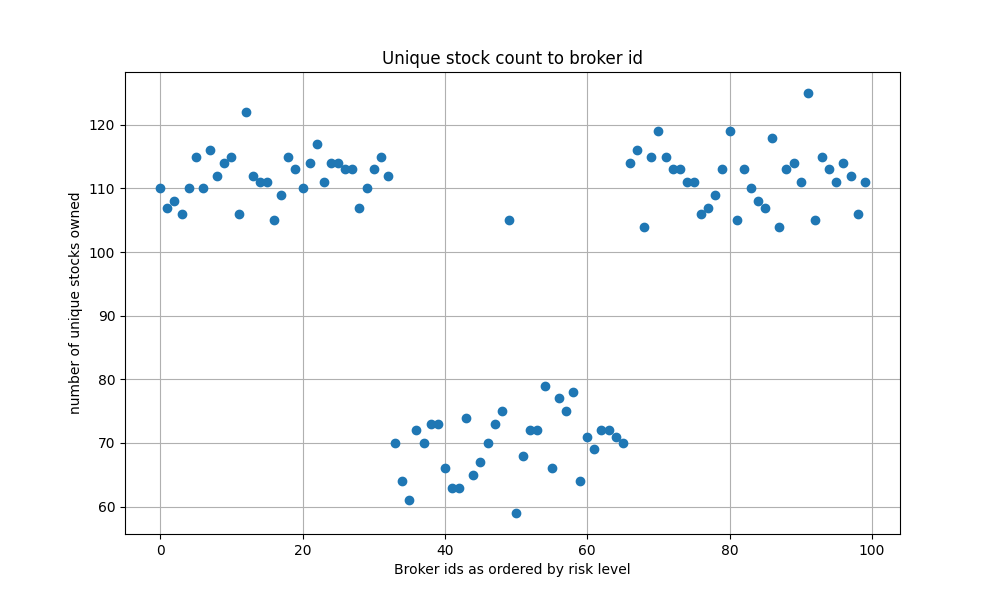 Unique stock count to broker id
number of unique stocks owned
120
110
100
90
80
70
60
0 20 40 60 80 100
Broker ids as ordered by risk level